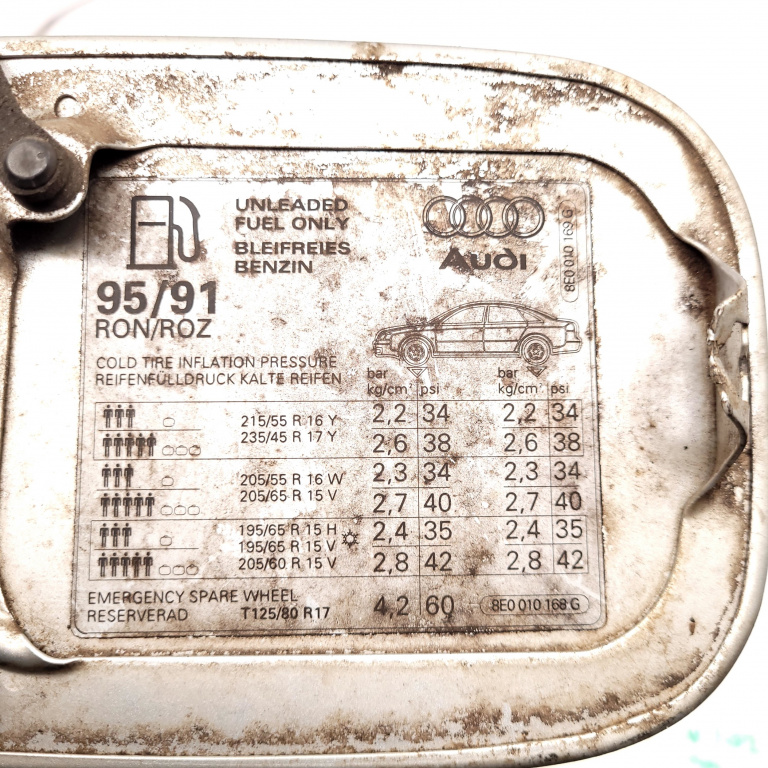 UNLEADED
FUEL ONLY
BLEIFREIES
BENZIN
Audi
8E0 010 169 G
95/91
RON/ROZ
COLD TIRE INFLATION PRESSURE
REIFENFÜLLDRUCK KALTE REIFEN
bar psi bar psi
kg/cm² kg/cm²
215/55 R 16 Y 2,2 34 2,2 34
235/45 R 17 Y 2,6 38 2,6 38
205/55 R 16 W 2,3 34 2,3 34
205/65 R 15 V 2,7 40 2,7 40
195/65 R 15 H 2,4 35 2,4 35
195/65 R 15 V
205/60 R 15 V 2,8 42 2,8 42
EMERGENCY SPARE WHEEL
RESERVERAD T125/80 R17 4,2 60 8E0 010 168 G